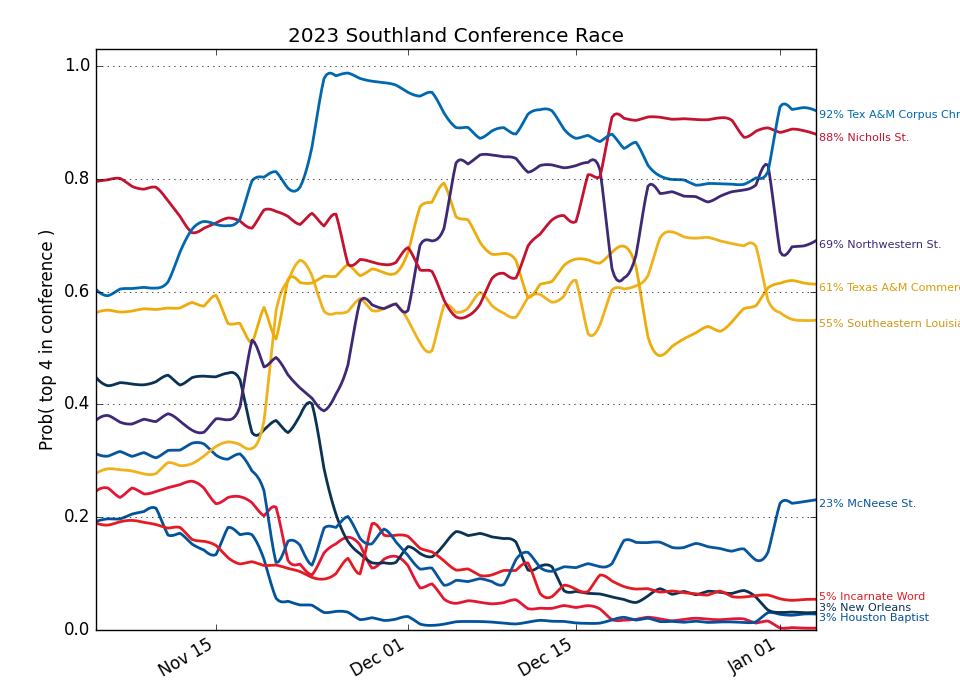 2023 Southland Conference Race
Prob( top 4 in conference )
1.0
0.8
0.6
0.4
0.2
0.0
Nov 15
Dec 01
Dec 15
Jan 01
92% Tex A&M Corpus Chr
88% Nicholls St.
69% Northwestern St.
61% Texas A&M Commerc
55% Southeastern Louisia
23% McNeese St.
5% Incarnate Word
3% New Orleans
3% Houston Baptist